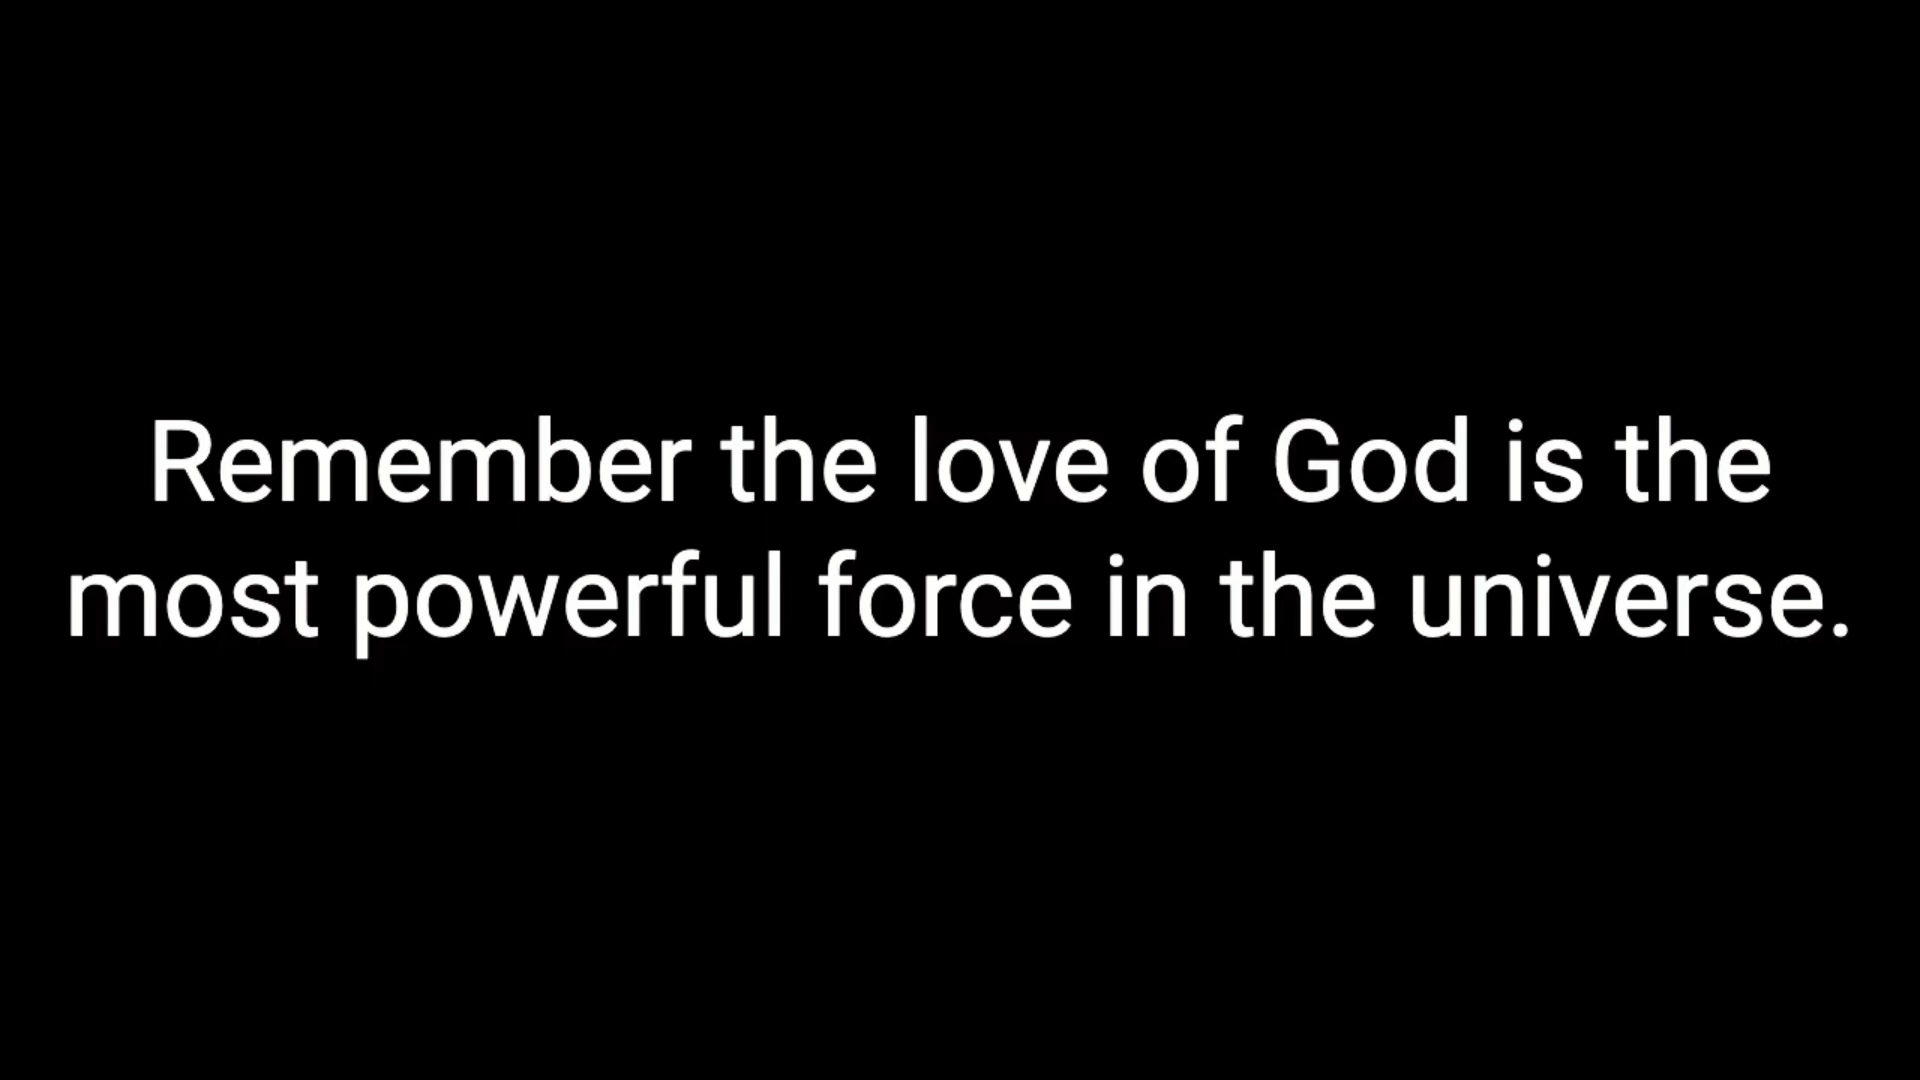 Remember the love of God is the
most powerful force in the universe.